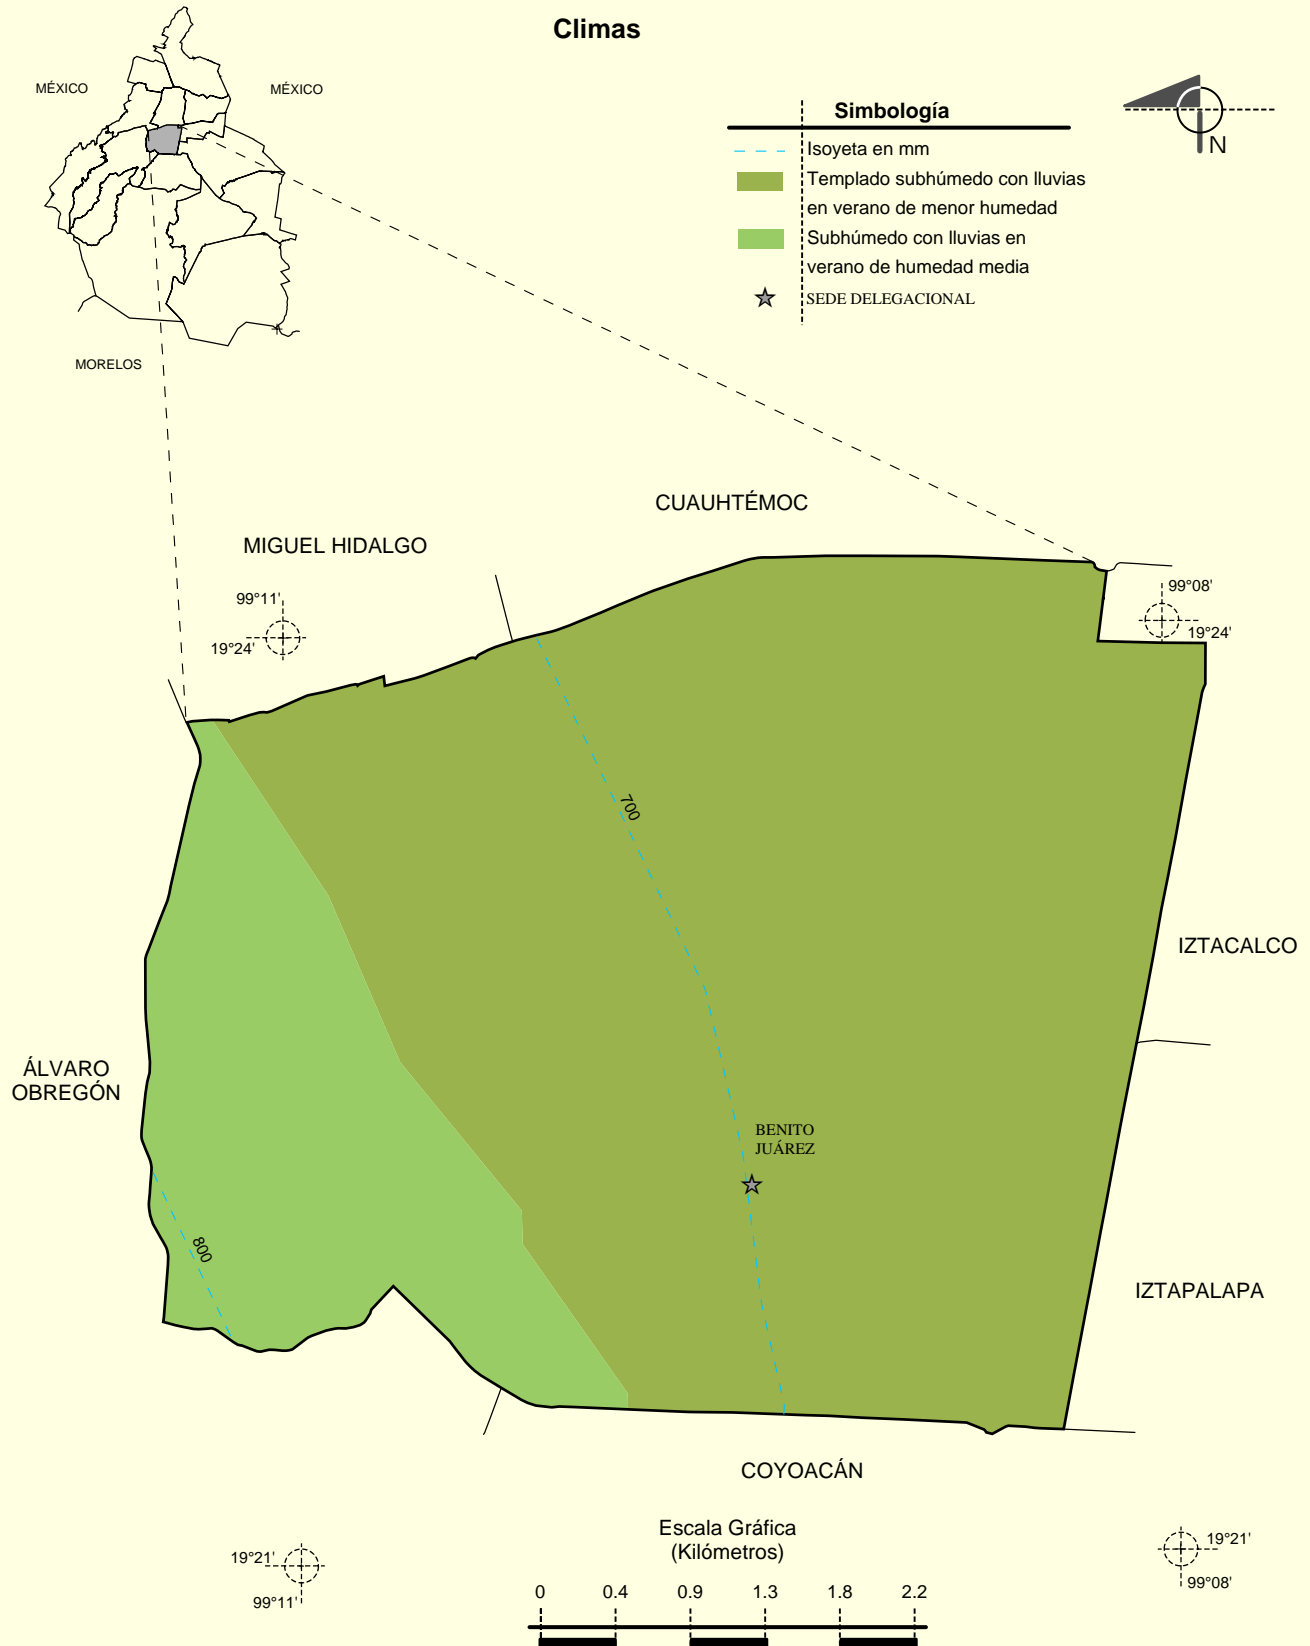 Climas
MÉXICO
MÉXICO
MORELOS
Simbología
Isoyeta en mm
Templado subhúmedo con lluvias
en verano de menor humedad
Subhúmedo con lluvias en
verano de humedad media
SEDE DELEGACIONAL
N
CUAUHTÉMOC
MIGUEL HIDALGO
99°11'
19°24'
99°08'
19°24'
700
IZTACALCO
ÁLVARO
OBREGÓN
BENITO
JUÁREZ
800
IZTAPALAPA
COYOACÁN
Escala Gráfica
(Kilómetros)
19°21'
99°11'
19°21'
99°08'
0 0.4 0.9 1.3 1.8 2.2